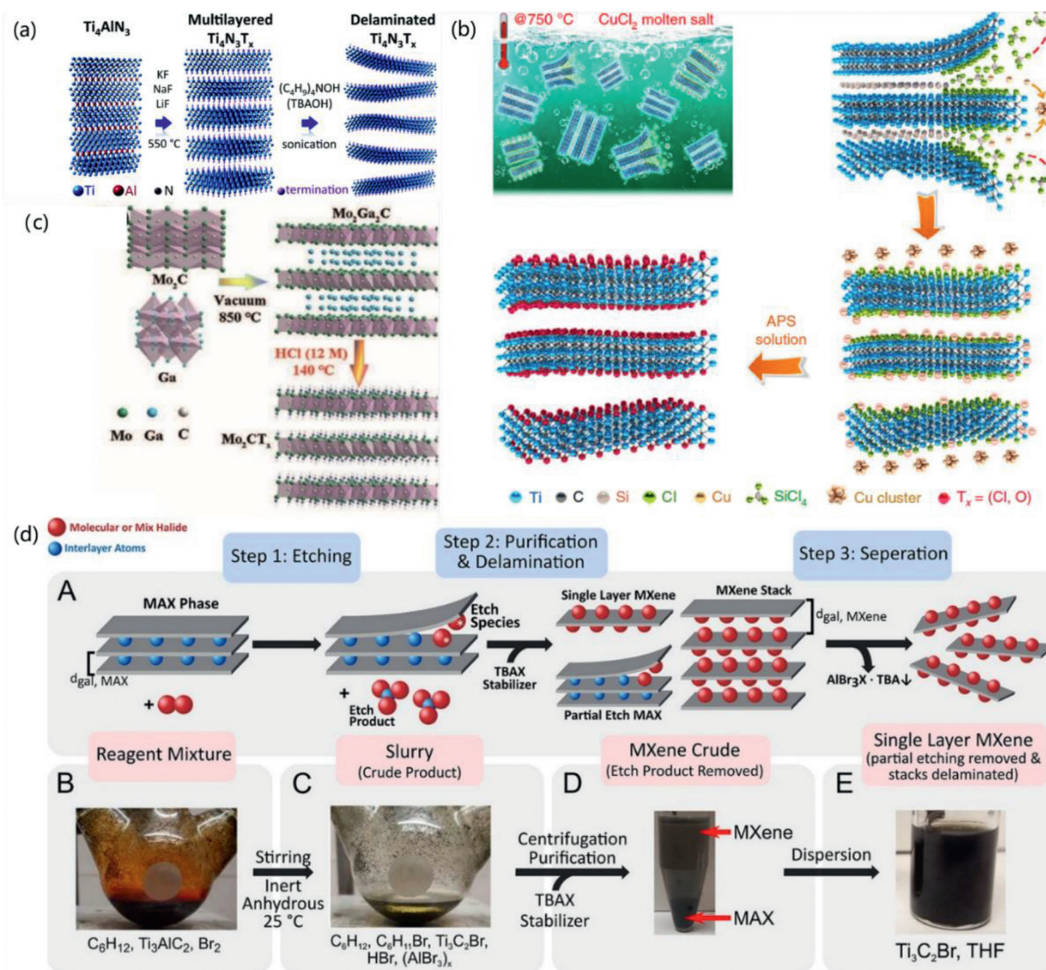 (a)
Ti₄AlN₃
Multilayered
Ti₄N₃Tₓ
Delaminated
Ti₄N₃Tₓ
KF
NaF
LiF
550 °C
(C₄H₉)₄NOH
(TBAOH)
sonication
Ti Al N termination
(b)
@750 °C CuCl₂ molten salt
APS
solution
Ti C Si Cl Cu SiCl₄ Cu cluster Tₓ = (Cl, O)
(c)
Mo₂C
Ga
Mo Ga C
Vacuum
850 °C
Mo₂Ga₂C
HCl (12 M)
140 °C
Mo₂CTₓ
(d)
Molecular or Mix Halide
Interlayer Atoms
Step 1: Etching
Step 2: Purification
& Delamination
Step 3: Seperation
A
MAX Phase
dgal, MAX
+
Etch
Species
+
Etch
Product
TBAX
Stabilizer
Single Layer MXene
Partial Etch MAX
MXene Stack
dgal, MXene
AlBr₃X · TBA↓
Reagent Mixture
Slurry
(Crude Product)
MXene Crude
(Etch Product Removed)
Single Layer MXene
(partial etching removed &
stacks delaminated)
B
C₆H₁₂, Ti₃AlC₂, Br₂
Stirring
Inert
Anhydrous
25 °C
C
C₆H₁₂, C₆H₁₁Br, Ti₃C₂Br,
HBr, (AlBr₃)ₓ
Centrifugation
Purification
TBAX
Stabilizer
D
MXene
MAX
Dispersion
E
Ti₃C₂Br, THF